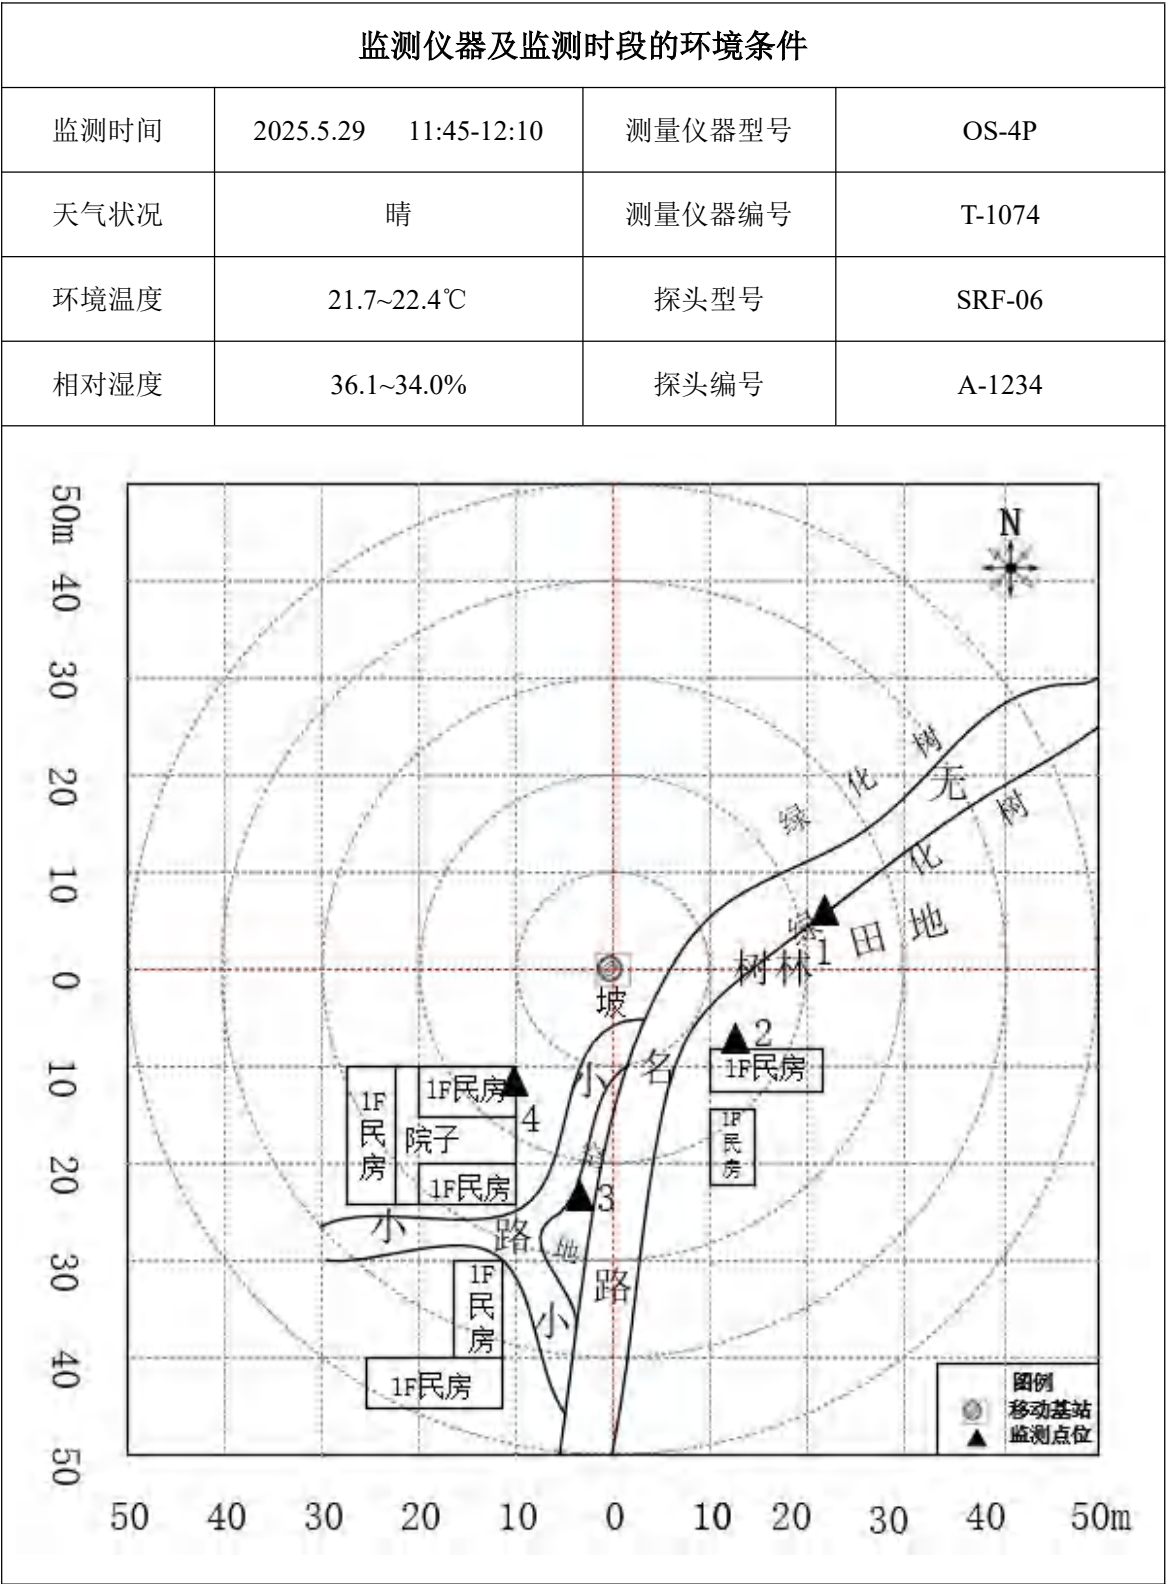 监测仪器及监测时段的环境条件
监测时间 2025.5.29 11:45-12:10 测量仪器型号 OS-4P
天气状况 晴 测量仪器编号 T-1074
环境温度 21.7~22.4℃ 探头型号 SRF-06
相对湿度 36.1~34.0% 探头编号 A-1234
50m
40
30
20
10
0
10
20
30
40
50
N
绿化树
无
绿化树
1
田地
树林
坡
2
1F民房
名
小
1F民房
1F民房
4
院子
1F民房
1F民房
3
小
路
地
路
1F民房
小
1F民房
图例
移动基站
监测点位
50 40 30 20 10 0 10 20 30 40 50m